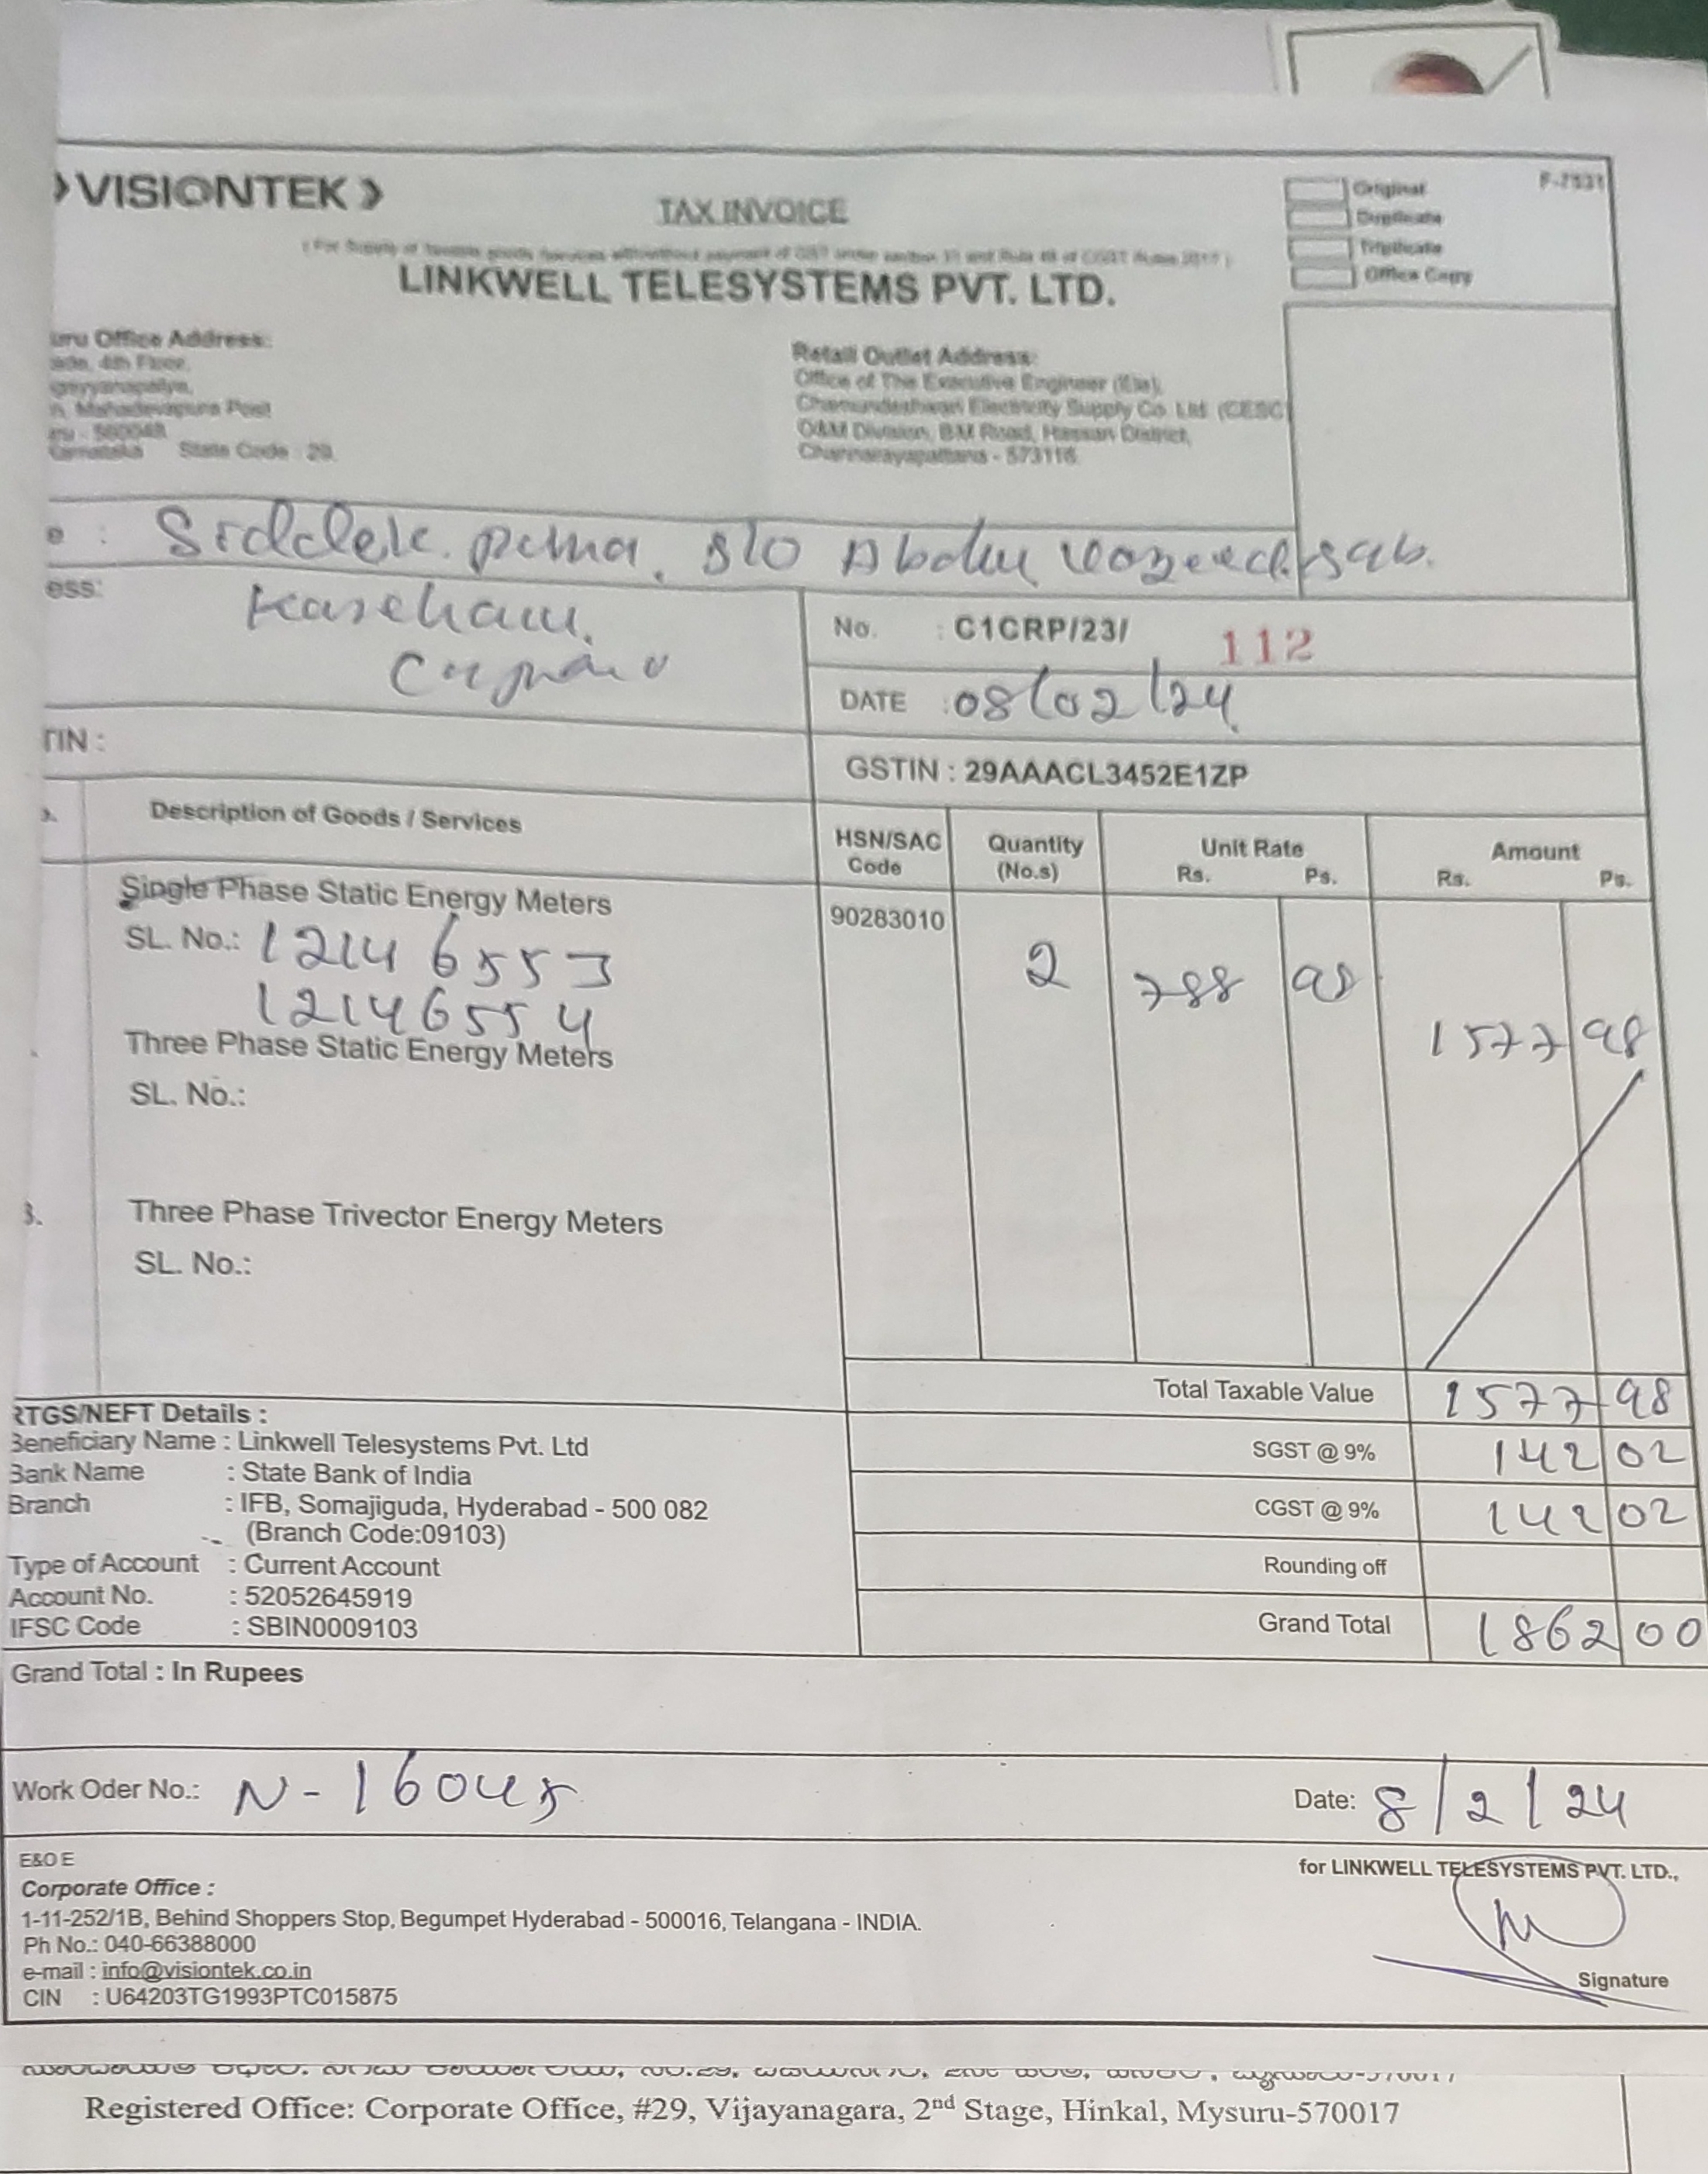 VISIONTEK
TAX INVOICE
Original
Duplicate
Triplicate
Office Copy
LINKWELL TELESYSTEMS PVT. LTD.
uru Office Address:
4th Floor,
Mahadevapura Post
- 560048
State Code : 29.
Retail Outlet Address:
Office of The Executive Engineer (Ele),
Chamundeshwari Electricity Supply Co. Ltd. (CESC
O&M Division, BM Road, Hassan District,
Channarayapattana - 573116.
e : S/O
ess:
No. : C1CRP/23/ 112
DATE : 08/02/24
TIN :
GSTIN : 29AAACL3452E1ZP
Description of Goods / Services
HSN/SAC Code
Quantity (No.s)
Unit Rate Rs. Ps.
Amount Rs. Ps.
Single Phase Static Energy Meters 90283010
SL. No.: 12146553 2 788 98
12146554
1577 98
Three Phase Static Energy Meters
SL. No.:
3. Three Phase Trivector Energy Meters
SL. No.:
Total Taxable Value 1577 98
SGST @ 9% 142 02
CGST @ 9% 142 02
Rounding off
Grand Total 1862 00
RTGS/NEFT Details :
Beneficiary Name : Linkwell Telesystems Pvt. Ltd
Bank Name : State Bank of India
Branch : IFB, Somajiguda, Hyderabad - 500 082
(Branch Code:09103)
Type of Account : Current Account
Account No. : 52052645919
IFSC Code : SBIN0009103
Grand Total : In Rupees
Work Oder No.: N-16045
Date: 8/2/24
E&O E
for LINKWELL TELESYSTEMS PVT. LTD.,
Corporate Office :
1-11-252/1B, Behind Shoppers Stop, Begumpet Hyderabad - 500016, Telangana - INDIA.
Ph No.: 040-66388000
e-mail : info@visiontek.co.in
CIN : U64203TG1993PTC015875
Signature
Registered Office: Corporate Office, #29, Vijayanagara, 2nd Stage, Hinkal, Mysuru-570017